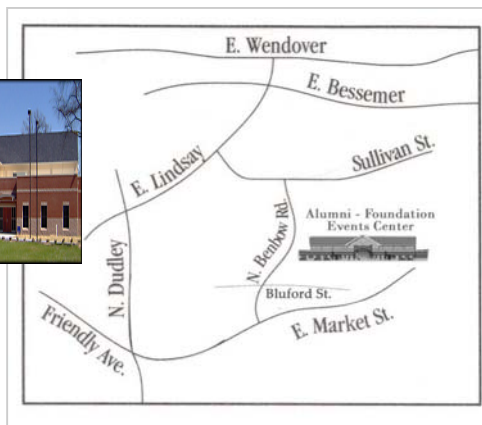 E. Wendover
E. Bessemer
Sullivan St.
E. Lindsay
N. Benbow Rd.
Alumni - Foundation
Events Center
N. Dudley
Bluford St.
E. Market St.
Friendly Ave.